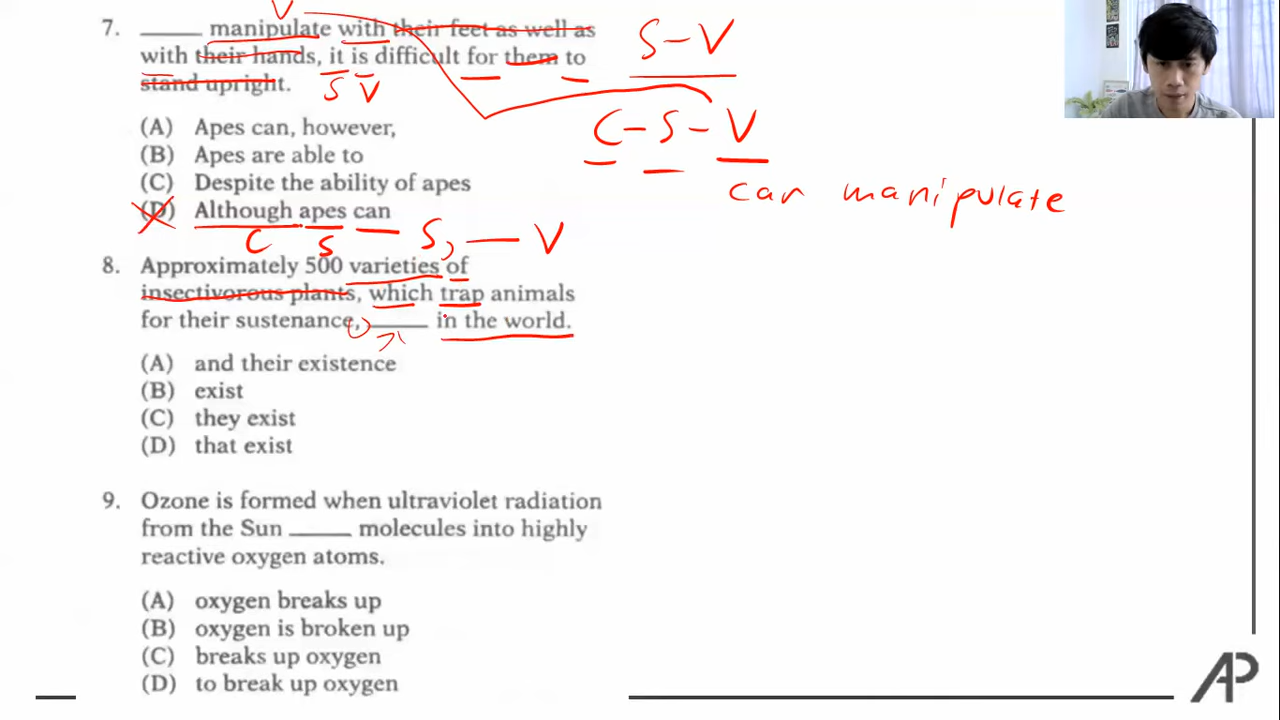 V
7. ____ manipulate with their feet as well as
with their hands, it is difficult for them to
stand upright.
S V
S-V
C-S-V
can manipulate
(A) Apes can, however,
(B) Apes are able to
(C) Despite the ability of apes
(D) Although apes can
C S S, — V
8. Approximately 500 varieties of
insectivorous plants, which trap animals
for their sustenance, ____ in the world.
(A) and their existence
(B) exist
(C) they exist
(D) that exist
9. Ozone is formed when ultraviolet radiation
from the Sun ____ molecules into highly
reactive oxygen atoms.
(A) oxygen breaks up
(B) oxygen is broken up
(C) breaks up oxygen
(D) to break up oxygen
AP